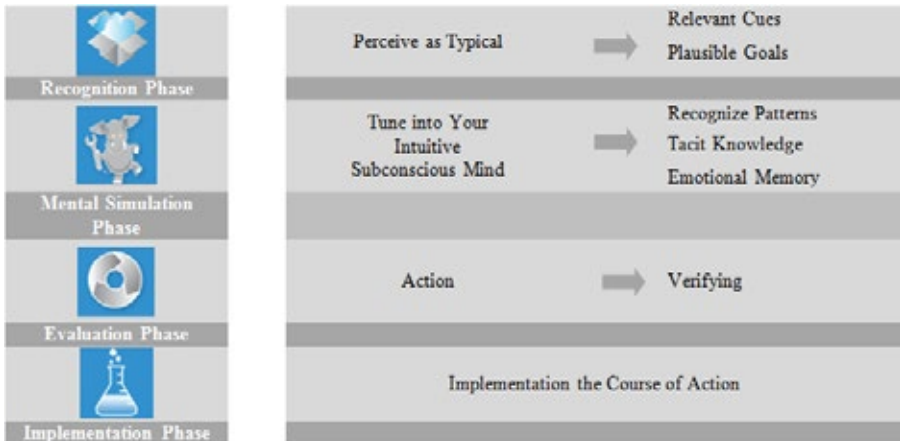 Perceive as Typical
Relevant Cues
Plausible Goals
Recognition Phase
Tune into Your
Intuitive
Subconscious Mind
Recognize Patterns
Tacit Knowledge
Emotional Memory
Mental Simulation
Phase
Action
Verifying
Evaluation Phase
Implementation the Course of Action
Implementation Phase